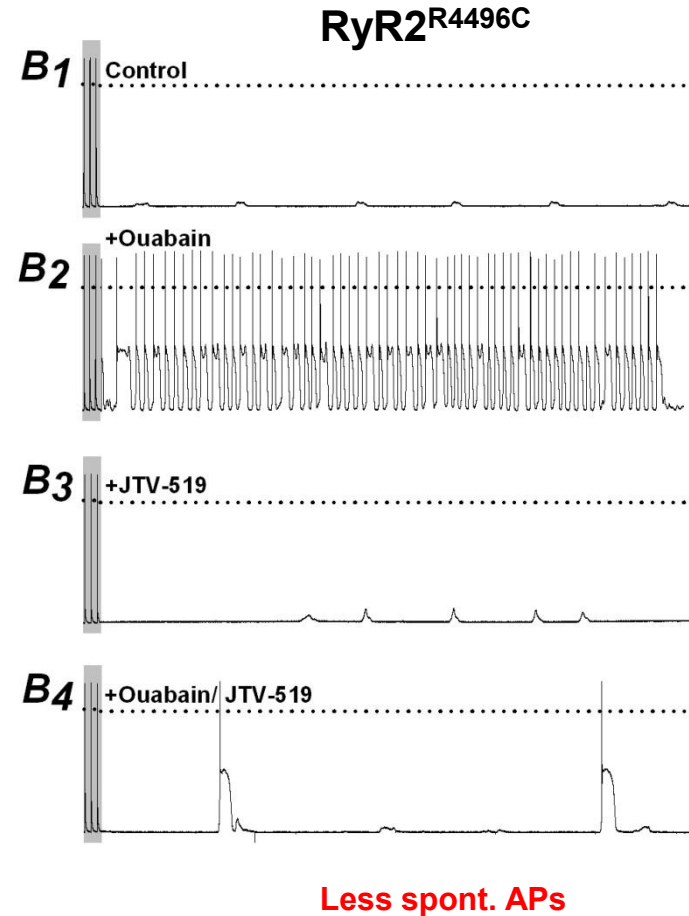 RyR2R4496C
B1 Control
+Ouabain
B2
B3 +JTV-519
B4 +Ouabain/ JTV-519
Less spont. APs